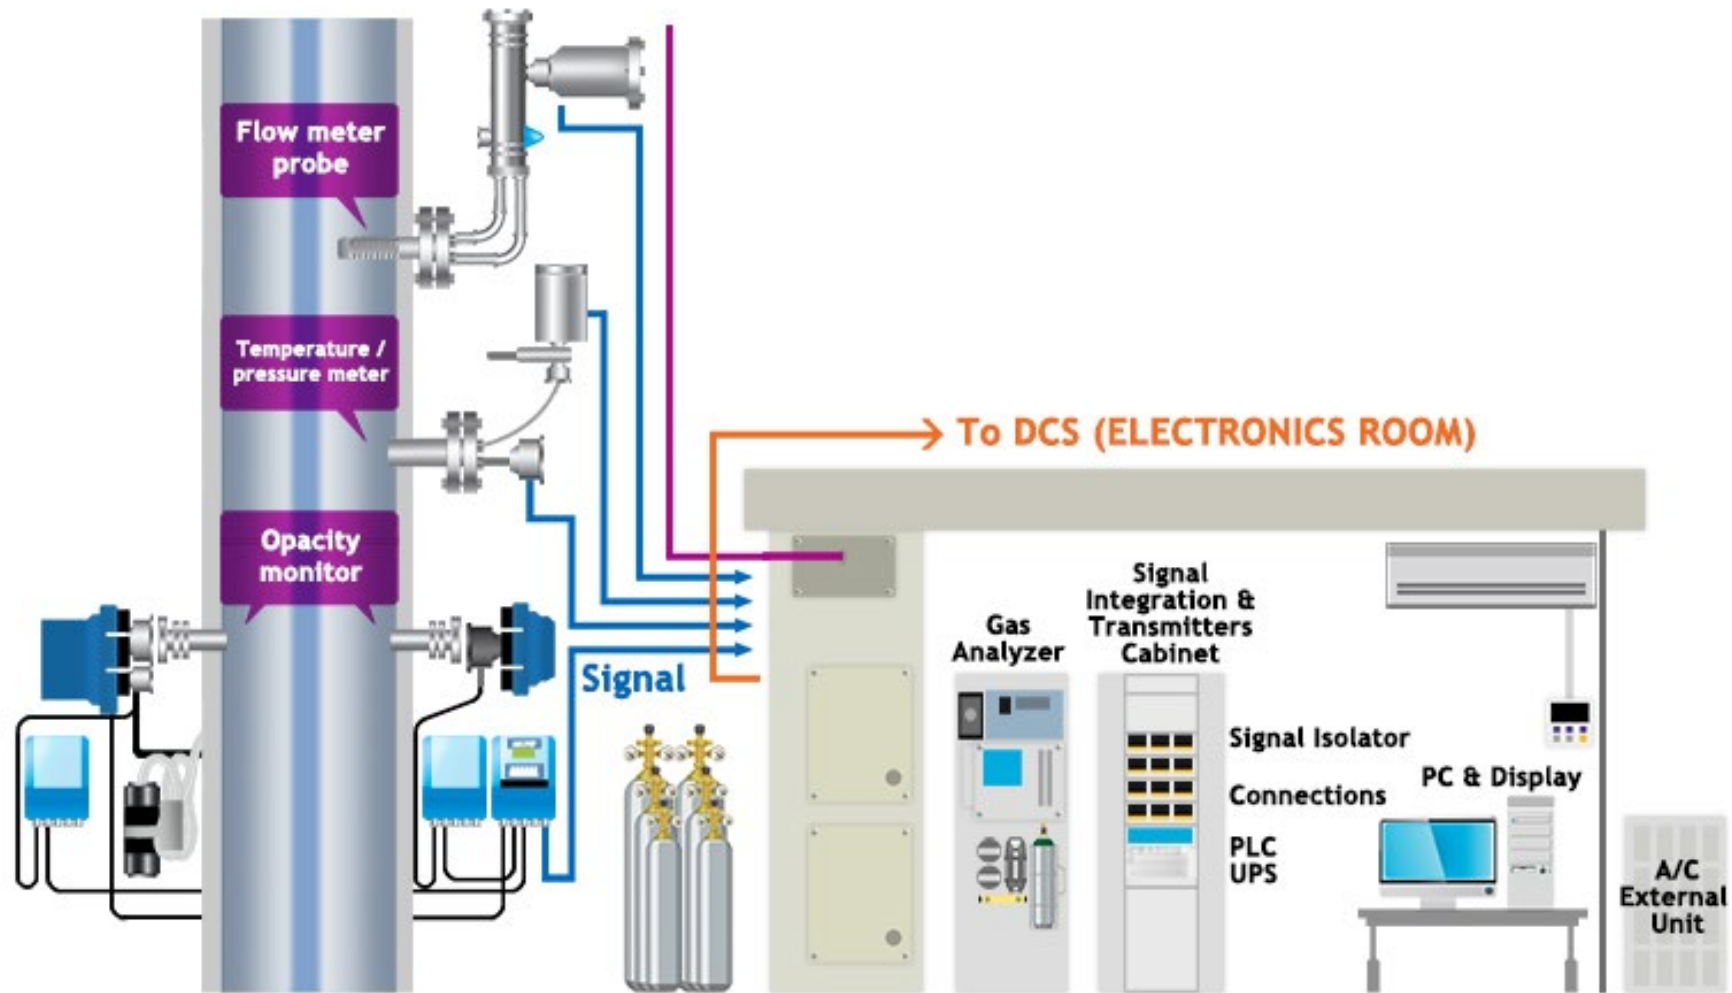 Flow meter
probe
Temperature /
pressure meter
Opacity
monitor
To DCS (ELECTRONICS ROOM)
Signal
Gas
Analyzer
Signal
Integration &
Transmitters
Cabinet
Signal Isolator
Connections
PLC
UPS
PC & Display
A/C
External
Unit